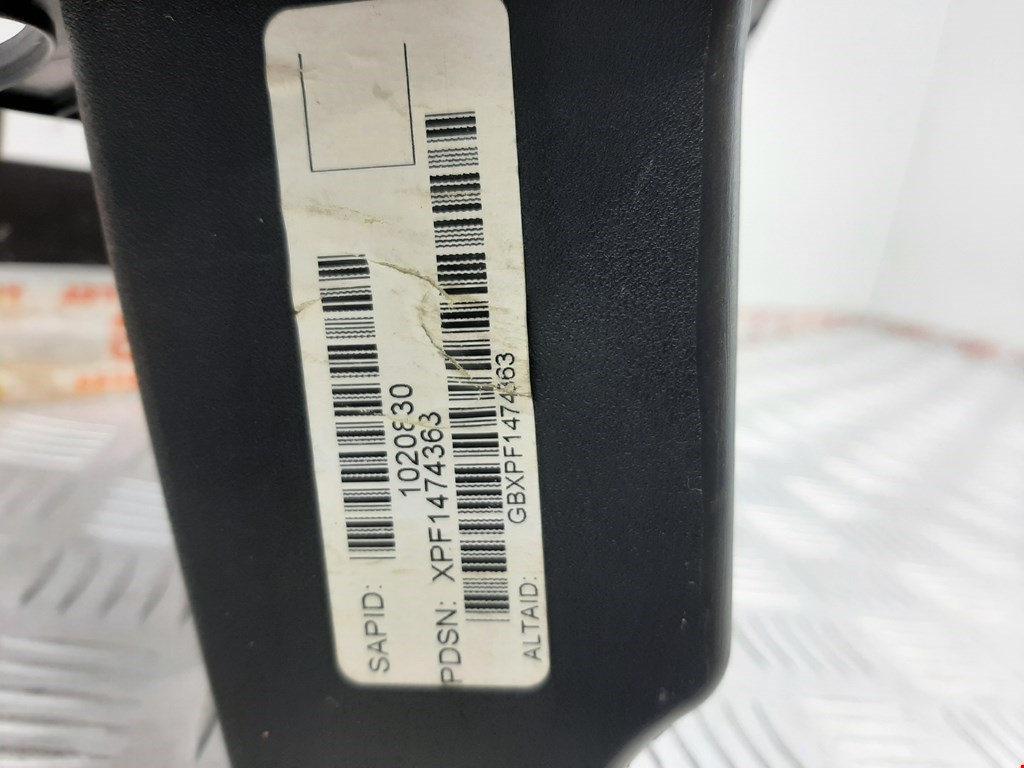 SAPID:
1020830
PDSN: XPF1474363
ALTAID:
GBXPF1474363